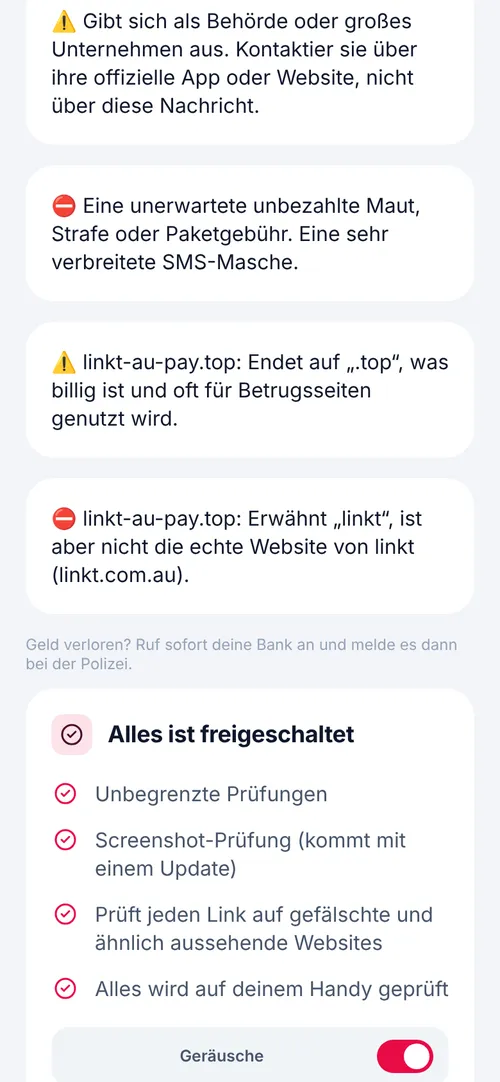 ⚠️ Gibt sich als Behörde oder großes
Unternehmen aus. Kontaktier sie über
ihre offizielle App oder Website, nicht
über diese Nachricht.
⛔ Eine unerwartete unbezahlte Maut,
Strafe oder Paketgebühr. Eine sehr
verbreitete SMS-Masche.
⚠️ linkt-au-pay.top: Endet auf „.top“, was
billig ist und oft für Betrugsseiten
genutzt wird.
⛔ linkt-au-pay.top: Erwähnt „linkt“, ist
aber nicht die echte Website von linkt
(linkt.com.au).
Geld verloren? Ruf sofort deine Bank an und melde es dann
bei der Polizei.
Alles ist freigeschaltet
Unbegrenzte Prüfungen
Screenshot-Prüfung (kommt mit
einem Update)
Prüft jeden Link auf gefälschte und
ähnlich aussehende Websites
Alles wird auf deinem Handy geprüft
Geräusche